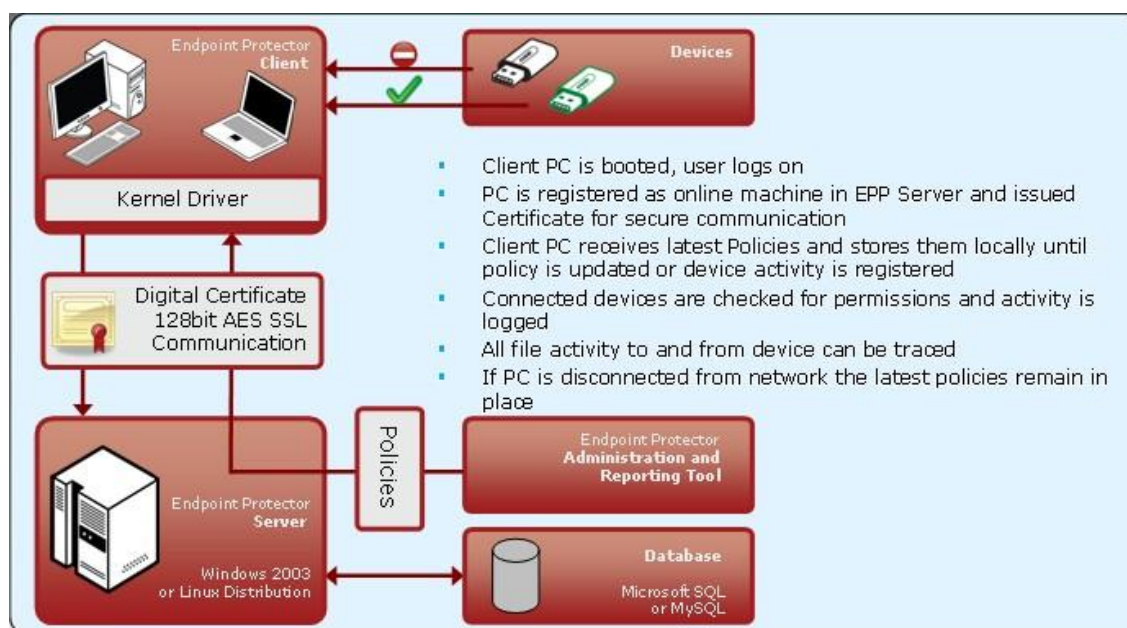 Endpoint Protector
Client
Kernel Driver
Devices
Client PC is booted, user logs on
PC is registered as online machine in EPP Server and issued
Certificate for secure communication
Client PC receives latest Policies and stores them locally until
policy is updated or device activity is registered
Connected devices are checked for permissions and activity is
logged
All file activity to and from device can be traced
If PC is disconnected from network the latest policies remain in
place
Digital Certificate
128bit AES SSL
Communication
Policies
Endpoint Protector
Administration and
Reporting Tool
Endpoint Protector
Server
Windows 2003
or Linux Distribution
Database
Microsoft SQL
or MySQL